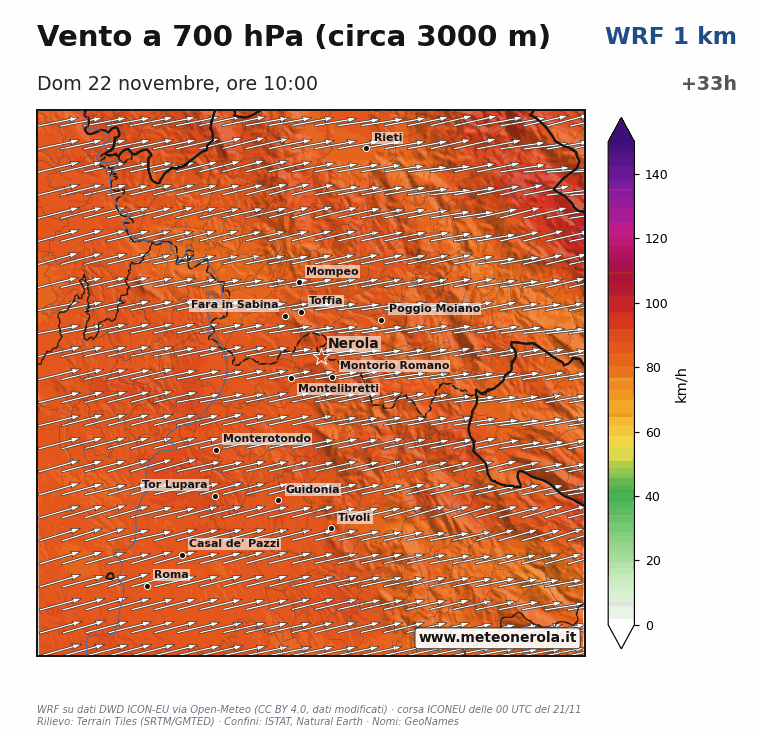 Vento a 700 hPa (circa 3000 m)
WRF 1 km
Dom 22 novembre, ore 10:00
+33h
Rieti
Mompeo
Fara in Sabina
Toffia
Poggio Moiano
Nerola
Montorio Romano
Montelibretti
Monterotondo
Tor Lupara
Guidonia
Tivoli
Casal de' Pazzi
Roma
www.meteonerola.it
140
120
100
80
60
40
20
0
km/h
WRF su dati DWD ICON-EU via Open-Meteo (CC BY 4.0, dati modificati) · corsa ICONEU delle 00 UTC del 21/11
Rilievo: Terrain Tiles (SRTM/GMTED) · Confini: ISTAT, Natural Earth · Nomi: GeoNames